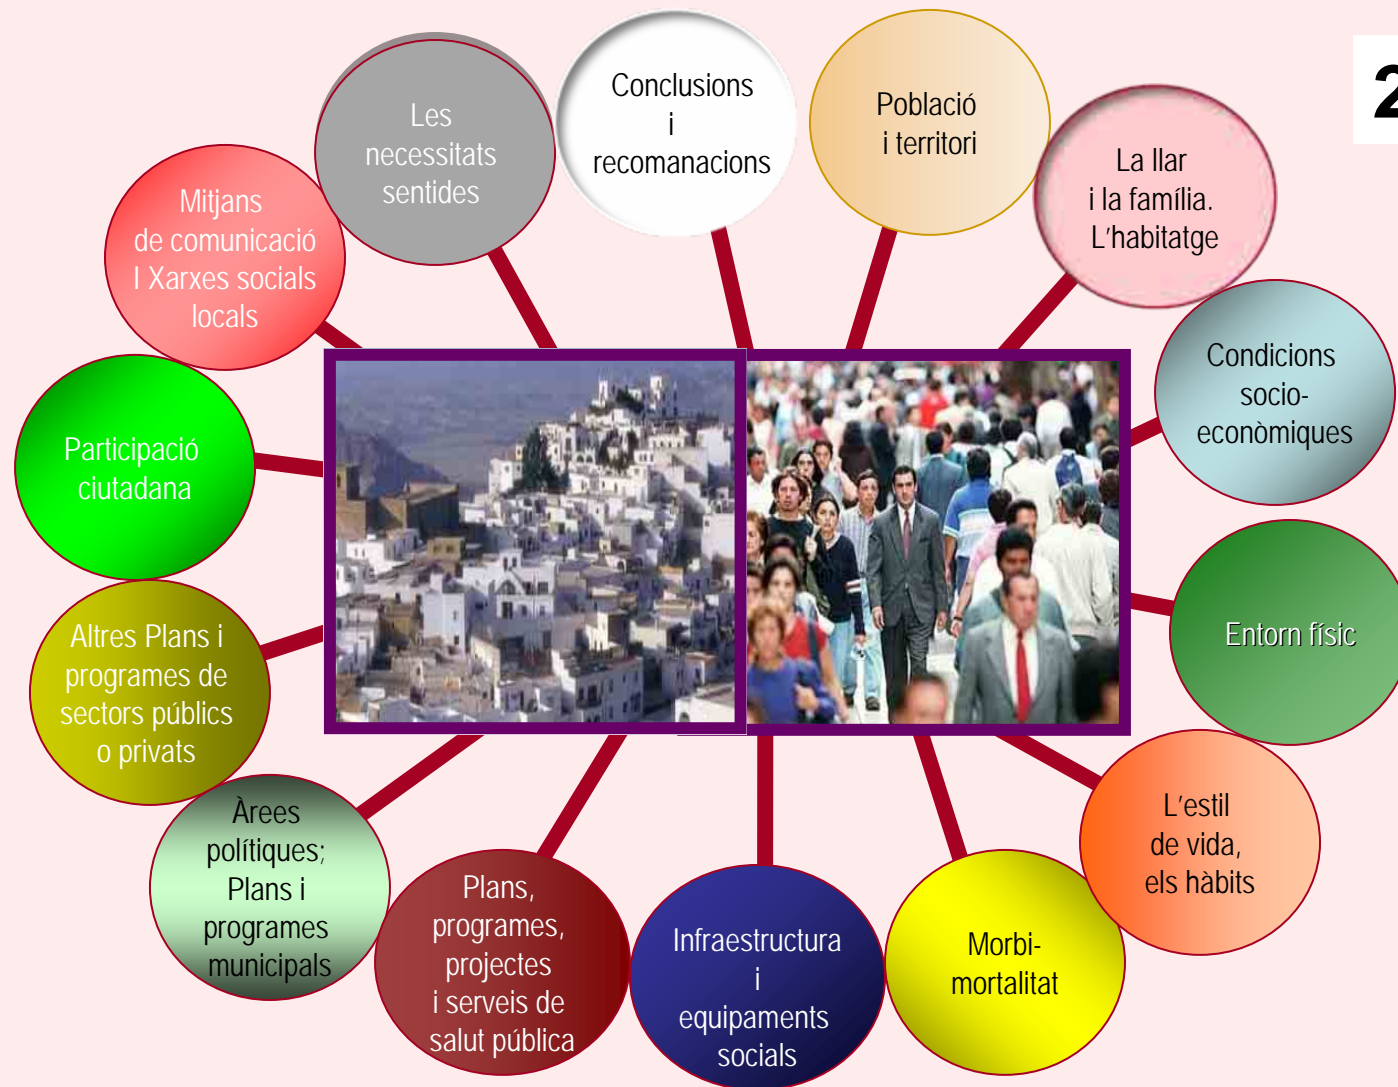 Conclusions
i
recomanacions
Població
i territori
2
La llar
i la família.
L'habitatge
Condicions
socio-
econòmiques
Entorn físic
L'estil
de vida,
els hàbits
Morbi-
mortalitat
Infraestructura
i
equipaments
socials
Plans,
programes,
projectes
i serveis de
salut pública
Àrees
polítiques;
Plans i
programes
municipals
Altres Plans i
programes de
sectors públics
o privats
Participació
ciutadana
Mitjans
de comunicació
I Xarxes socials
locals
Les
necessitats
sentides